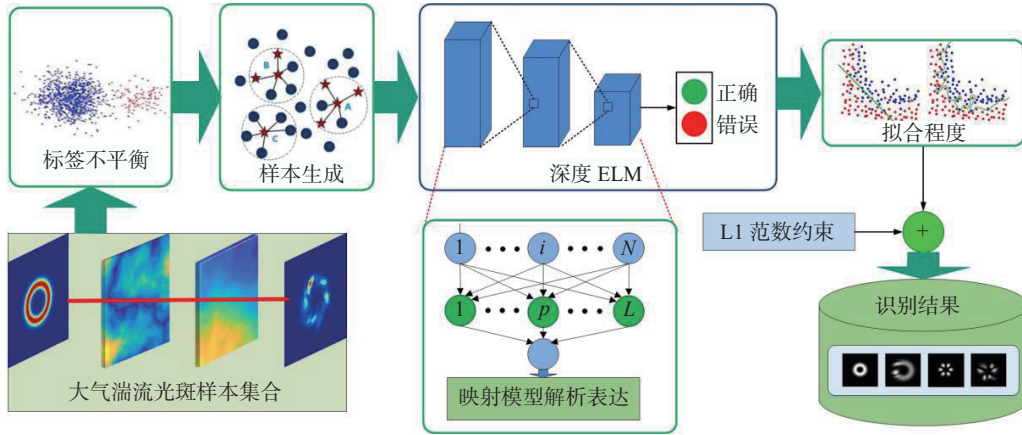 标签不平衡
B
A
C
样本生成
正确
错误
深度 ELM
拟合程度
大气湍流光斑样本集合
1 • • • i • • • N
1 • • • p • • • L
映射模型解析表达
L1 范数约束
+
识别结果